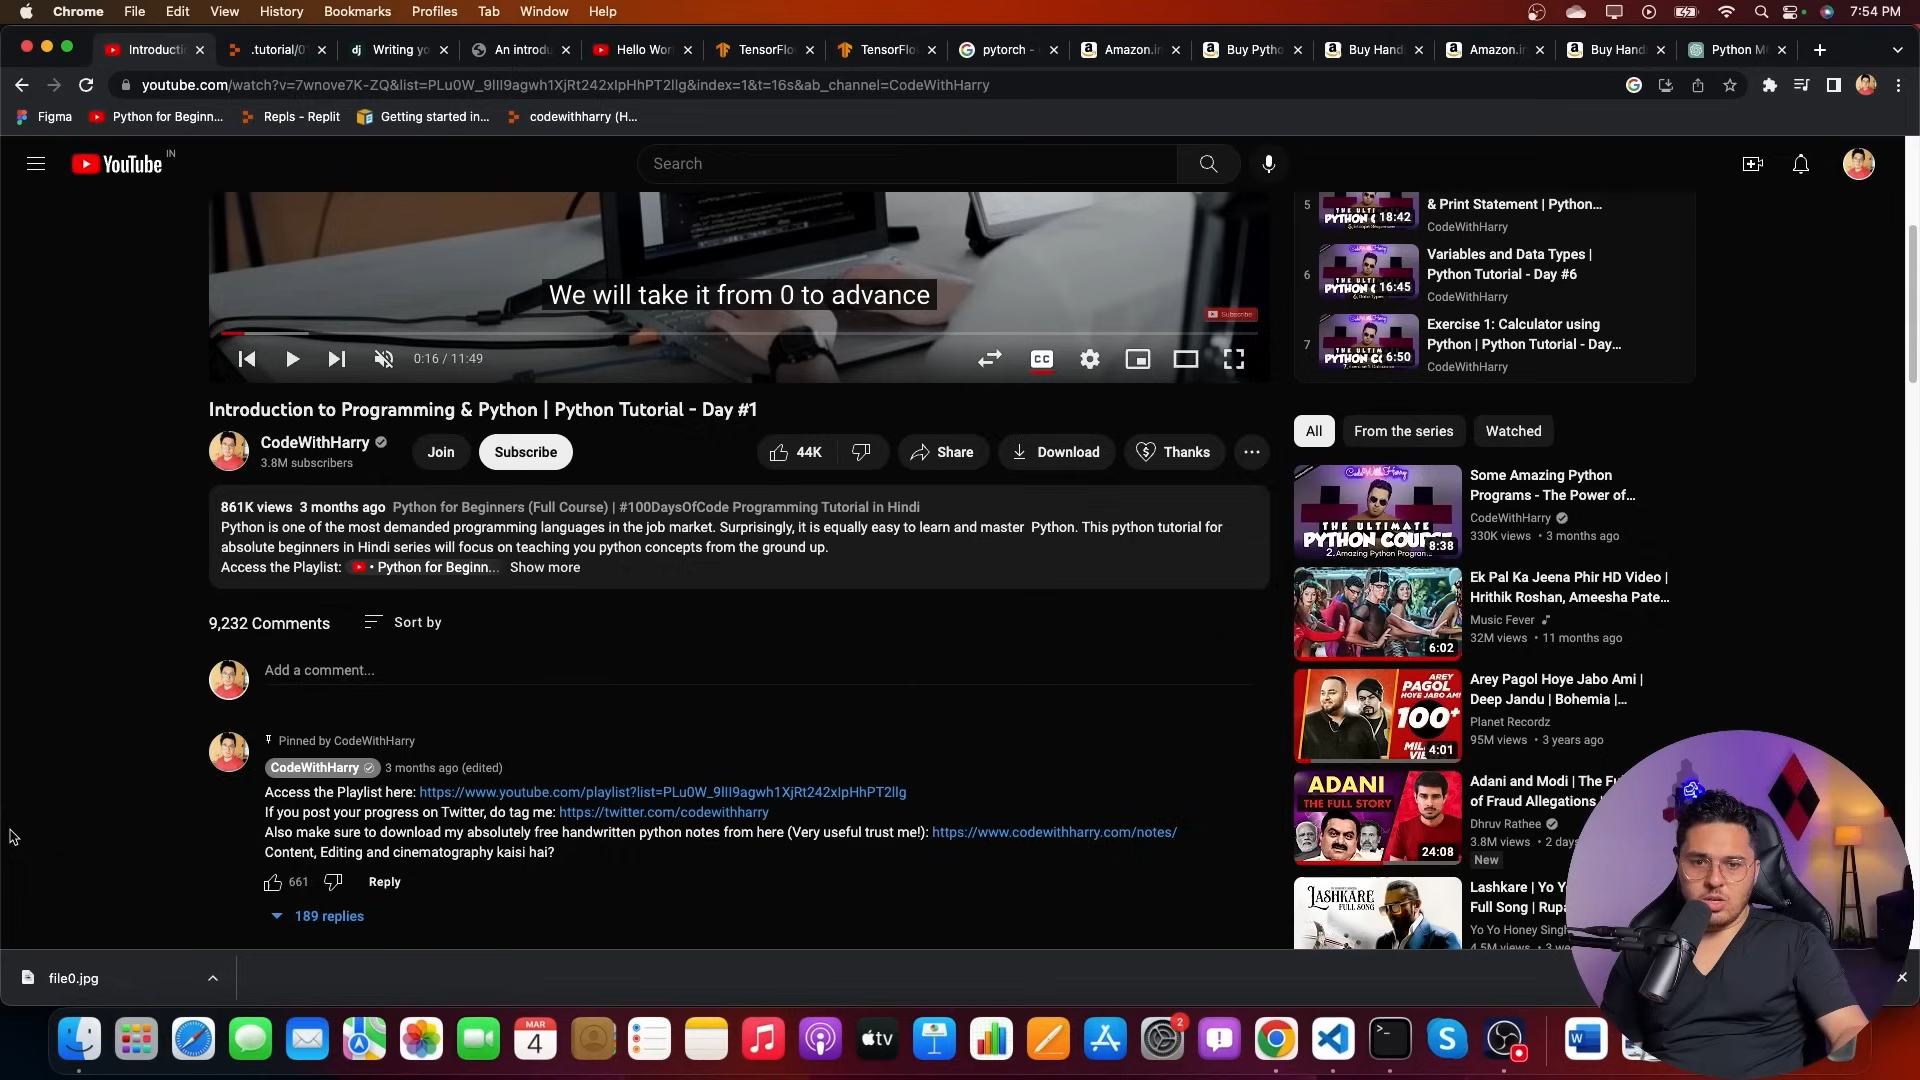 Chrome File Edit View History Bookmarks Profiles Tab Window Help
7:54 PM
Introducti
.tutorial/0
Writing yo
An introdu
Hello Wor
TensorFlo
TensorFlo
pytorch -
Amazon.in
Buy Pytho
Buy Hand
Amazon.in
Buy Hand
Python M
youtube.com/watch?v=7wnove7K-ZQ&list=PLu0W_9lII9agwh1XjRt242xIpHhPT2llg&index=1&t=16s&ab_channel=CodeWithHarry
Figma
Python for Beginn...
Repls - Replit
Getting started in...
codewithharry (H...
YouTube IN
Search
We will take it from 0 to advance
Subscribe
0:16 / 11:49
CC
Introduction to Programming & Python | Python Tutorial - Day #1
CodeWithHarry
3.8M subscribers
Join
Subscribe
44K
Share
Download
Thanks
861K views 3 months ago Python for Beginners (Full Course) | #100DaysOfCode Programming Tutorial in Hindi
Python is one of the most demanded programming languages in the job market. Surprisingly, it is equally easy to learn and master Python. This python tutorial for
absolute beginners in Hindi series will focus on teaching you python concepts from the ground up.
Access the Playlist: • Python for Beginn... Show more
9,232 Comments
Sort by
Add a comment...
Pinned by CodeWithHarry
CodeWithHarry 3 months ago (edited)
Access the Playlist here: https://www.youtube.com/playlist?list=PLu0W_9lII9agwh1XjRt242xIpHhPT2llg
If you post your progress on Twitter, do tag me: https://twitter.com/codewithharry
Also make sure to download my absolutely free handwritten python notes from here (Very useful trust me!): https://www.codewithharry.com/notes/
Content, Editing and cinematography kaisi hai?
661
Reply
189 replies
5
18:42
& Print Statement | Python...
CodeWithHarry
6
THE ULTI
PYTHON C
16:45
Variables and Data Types |
Python Tutorial - Day #6
CodeWithHarry
7
THE ULTI
PYTHON C
6:50
Exercise 1: Calculator using
Python | Python Tutorial - Day...
CodeWithHarry
All
From the series
Watched
CodeWithHarry
THE ULTIMATE
PYTHON COURSE
2. Amazing Python Program
8:38
Some Amazing Python
Programs - The Power of...
CodeWithHarry
330K views • 3 months ago
6:02
Ek Pal Ka Jeena Phir HD Video |
Hrithik Roshan, Ameesha Pate...
Music Fever
32M views • 11 months ago
AREY
PAGOL
HOYE JABO AMI
100+
4:01
Arey Pagol Hoye Jabo Ami |
Deep Jandu | Bohemia |...
Planet Recordz
95M views • 3 years ago
ADANI
THE FULL STORY
24:08
Adani and Modi | The Fu
of Fraud Allegations
Dhruv Rathee
3.8M views • 2 days
New
LASHKARE
FULL SONG
Lashkare | Yo Y
Full Song | Rupa
Yo Yo Honey Singh
4.5M views • 3 we
file0.jpg
MAR
4
tv
2